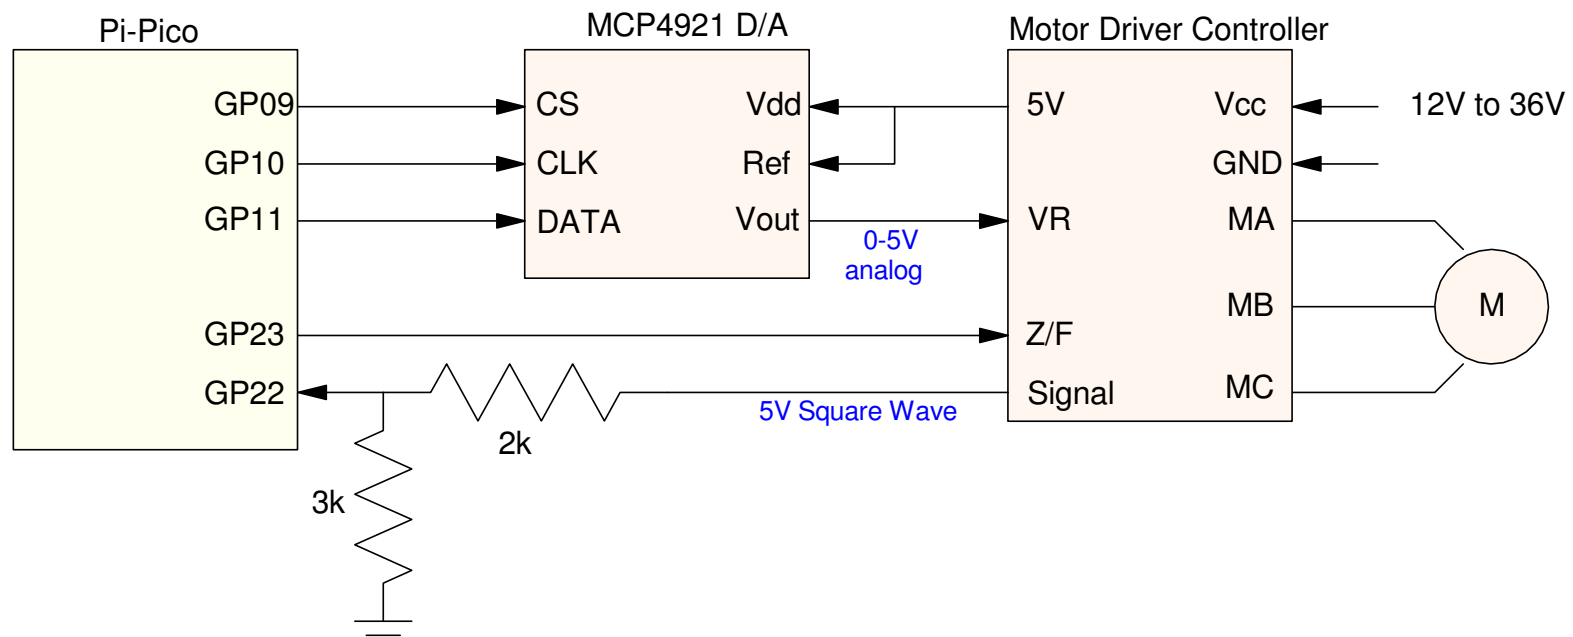 Pi-Pico
MCP4921 D/A
Motor Driver Controller
GP09
CS
Vdd
5V
Vcc
12V to 36V
GP10
CLK
Ref
GND
GP11
DATA
Vout
VR
MA
0-5V
analog
MB
M
GP23
Z/F
GP22
Signal
MC
5V Square Wave
2k
3k